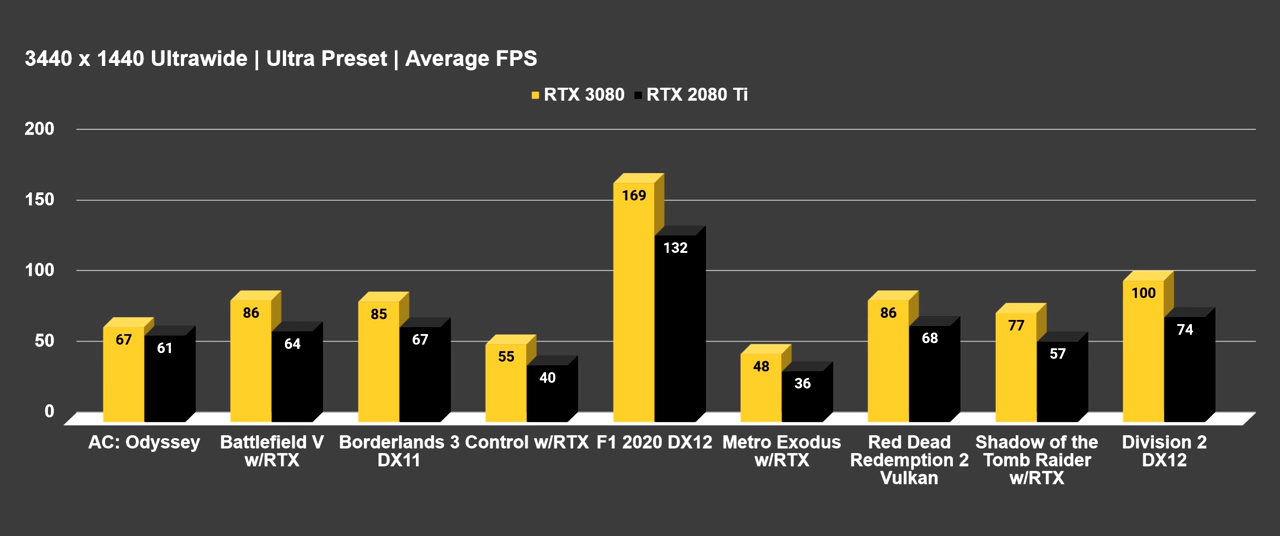 3440 x 1440 Ultrawide | Ultra Preset | Average FPS
RTX 3080 RTX 2080 Ti
200
150
100
50
0
67 61 86 64 85 67 55 40 169 132 48 36 86 68 77 57 100 74
AC: Odyssey
Battlefield V
w/RTX
Borderlands 3
DX11
Control w/RTX
F1 2020 DX12
Metro Exodus
w/RTX
Red Dead
Redemption 2
Vulkan
Shadow of the
Tomb Raider
w/RTX
Division 2
DX12